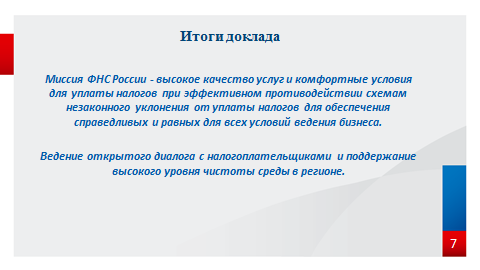 Итоги доклада
Миссия ФНС России - высокое качество услуг и комфортные условия
для уплаты налогов при эффективном противодействии схемам
незаконного уклонения от уплаты налогов для обеспечения
справедливых и равных для всех условий ведения бизнеса.
Ведение открытого диалога с налогоплательщиками и поддержание
высокого уровня чистоты среды в регионе.
7